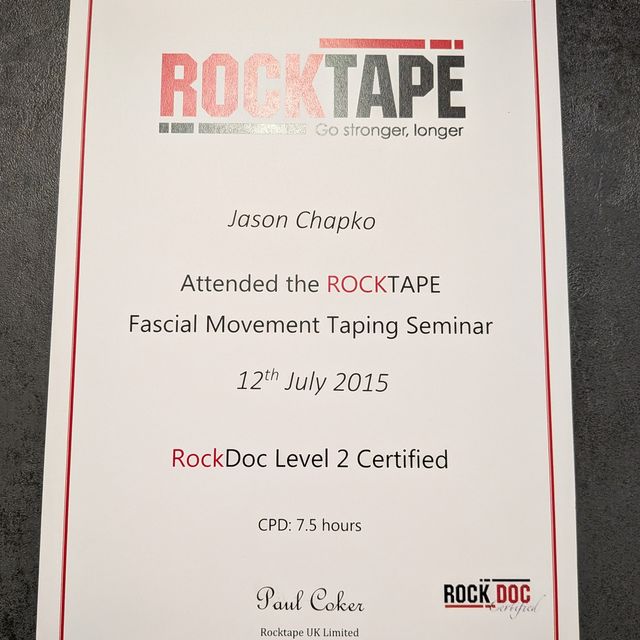 ROCKTAPE
Go stronger, longer
Jason Chapko
Attended the ROCKTAPE
Fascial Movement Taping Seminar
12th July 2015
RockDoc Level 2 Certified
CPD: 7.5 hours
Paul Coker
Rocktape UK Limited
ROCK DOC
Certified